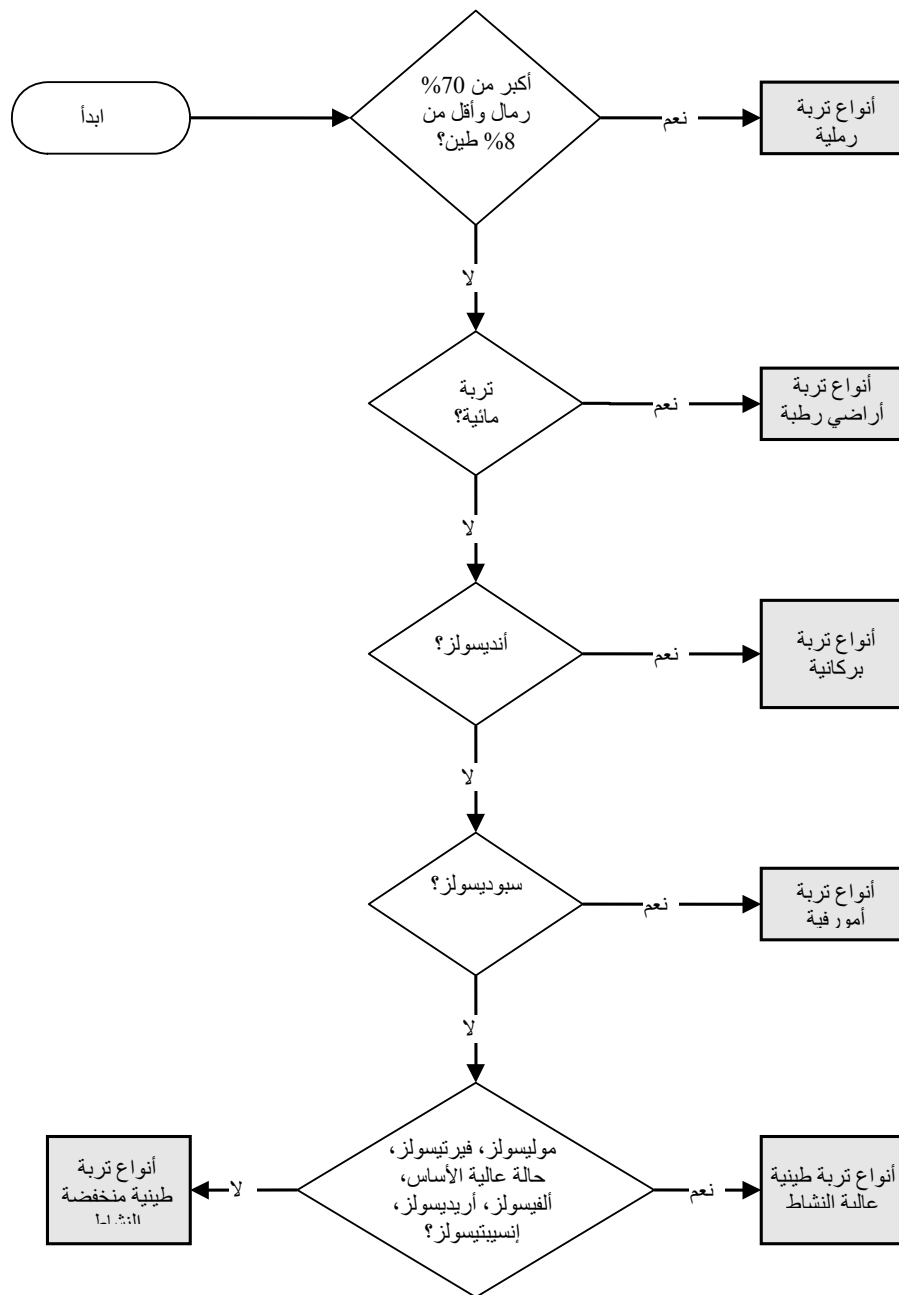 ابدأ
أكبر من 70%
رمال وأقل من
8% طين؟
نعم
أنواع تربة
رملية
لا
تربة
مائية؟
نعم
أنواع تربة
أراضي رطبة
لا
أنديسولز؟
نعم
أنواع تربة
بركانية
لا
سبوديسولز؟
نعم
أنواع تربة
أمورفية
لا
موليسولز، فيرتيسولز،
حالة عالية الأساس،
ألفيسولز، أريديسولز،
إنسيبتيسولز؟
نعم
أنواع تربة طينية
عالية النشاط
لا
أنواع تربة
طينية منخفضة
النشاط